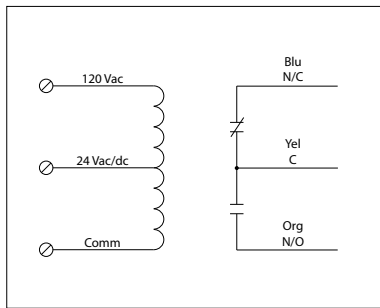 120 Vac
24 Vac/dc
Comm
Blu
N/C
Yel
C
Org
N/O